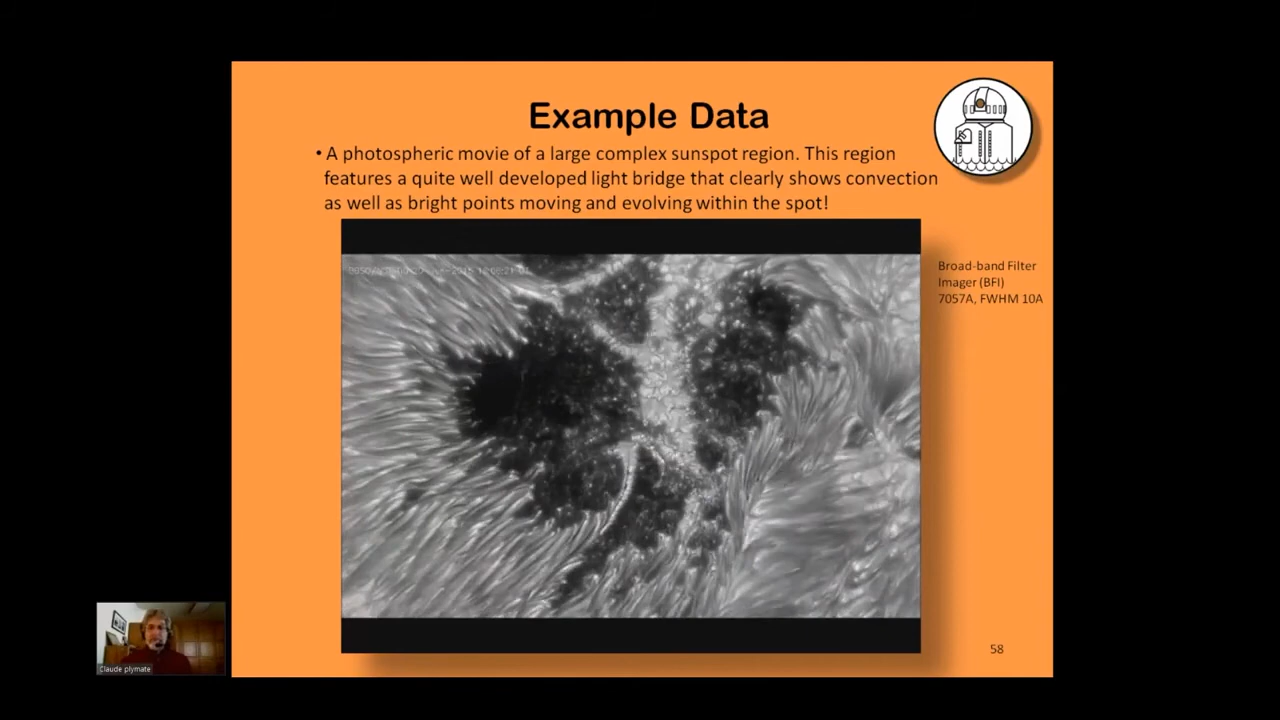 Example Data
• A photospheric movie of a large complex sunspot region. This region
features a quite well developed light bridge that clearly shows convection
as well as bright points moving and evolving within the spot!
Broad-band Filter
Imager (BFI)
7057A, FWHM 10A
58
Claude plymate